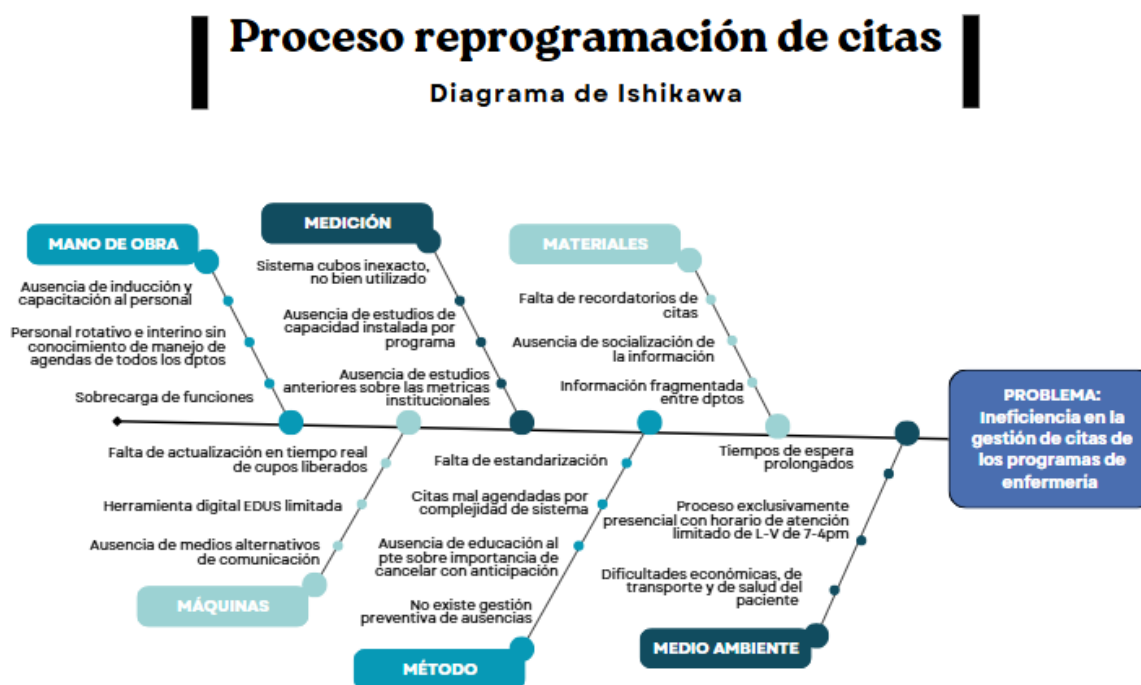 Proceso reprogramación de citas
Diagrama de Ishikawa
MANO DE OBRA
Ausencia de inducción y
capacitación al personal
Personal rotativo e interino sin
conocimiento de manejo de
agendas de todos los dptos
Sobrecarga de funciones
MEDICIÓN
Sistema cubos inexacto,
no bien utilizado
Ausencia de estudios de
capacidad instalada por
programa
Ausencia de estudios
anteriores sobre las metricas
institucionales
MATERIALES
Falta de recordatorios de
citas
Ausencia de socialización de
la información
Información fragmentada
entre dptos
PROBLEMA:
Ineficiencia en la
gestión de citas de
los programas de
enfermería
Falta de actualización en tiempo real
de cupos liberados
Herramienta digital EDUS limitada
Ausencia de medios alternativos
de comunicación
MÁQUINAS
Falta de estandarización
Citas mal agendadas por
complejidad de sistema
Ausencia de educación al
pte sobre importancia de
cancelar con anticipación
No existe gestión
preventiva de ausencias
MÉTODO
Tiempos de espera
prolongados
Proceso exclusivamente
presencial con horario de atención
limitado de L-V de 7-4pm
Dificultades económicas, de
transporte y de salud del
paciente
MEDIO AMBIENTE